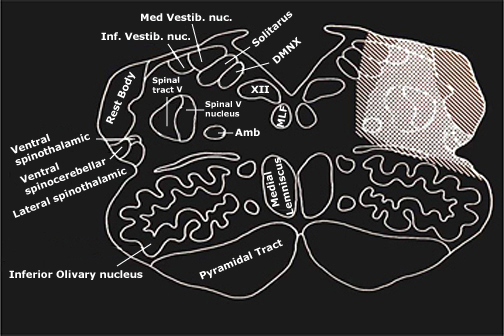 Med Vestib. nuc.
Solitarus
Inf. Vestib. nuc.
DMNX
Rest Body
Spinal
tract V
XII
Spinal V
nucleus
MLF
Amb
Ventral
spinothalamic
Ventral
spinocerebellar
Lateral spinothalamic
Medial
Lemniscus
Inferior Olivary nucleus
Pyramidal Tract